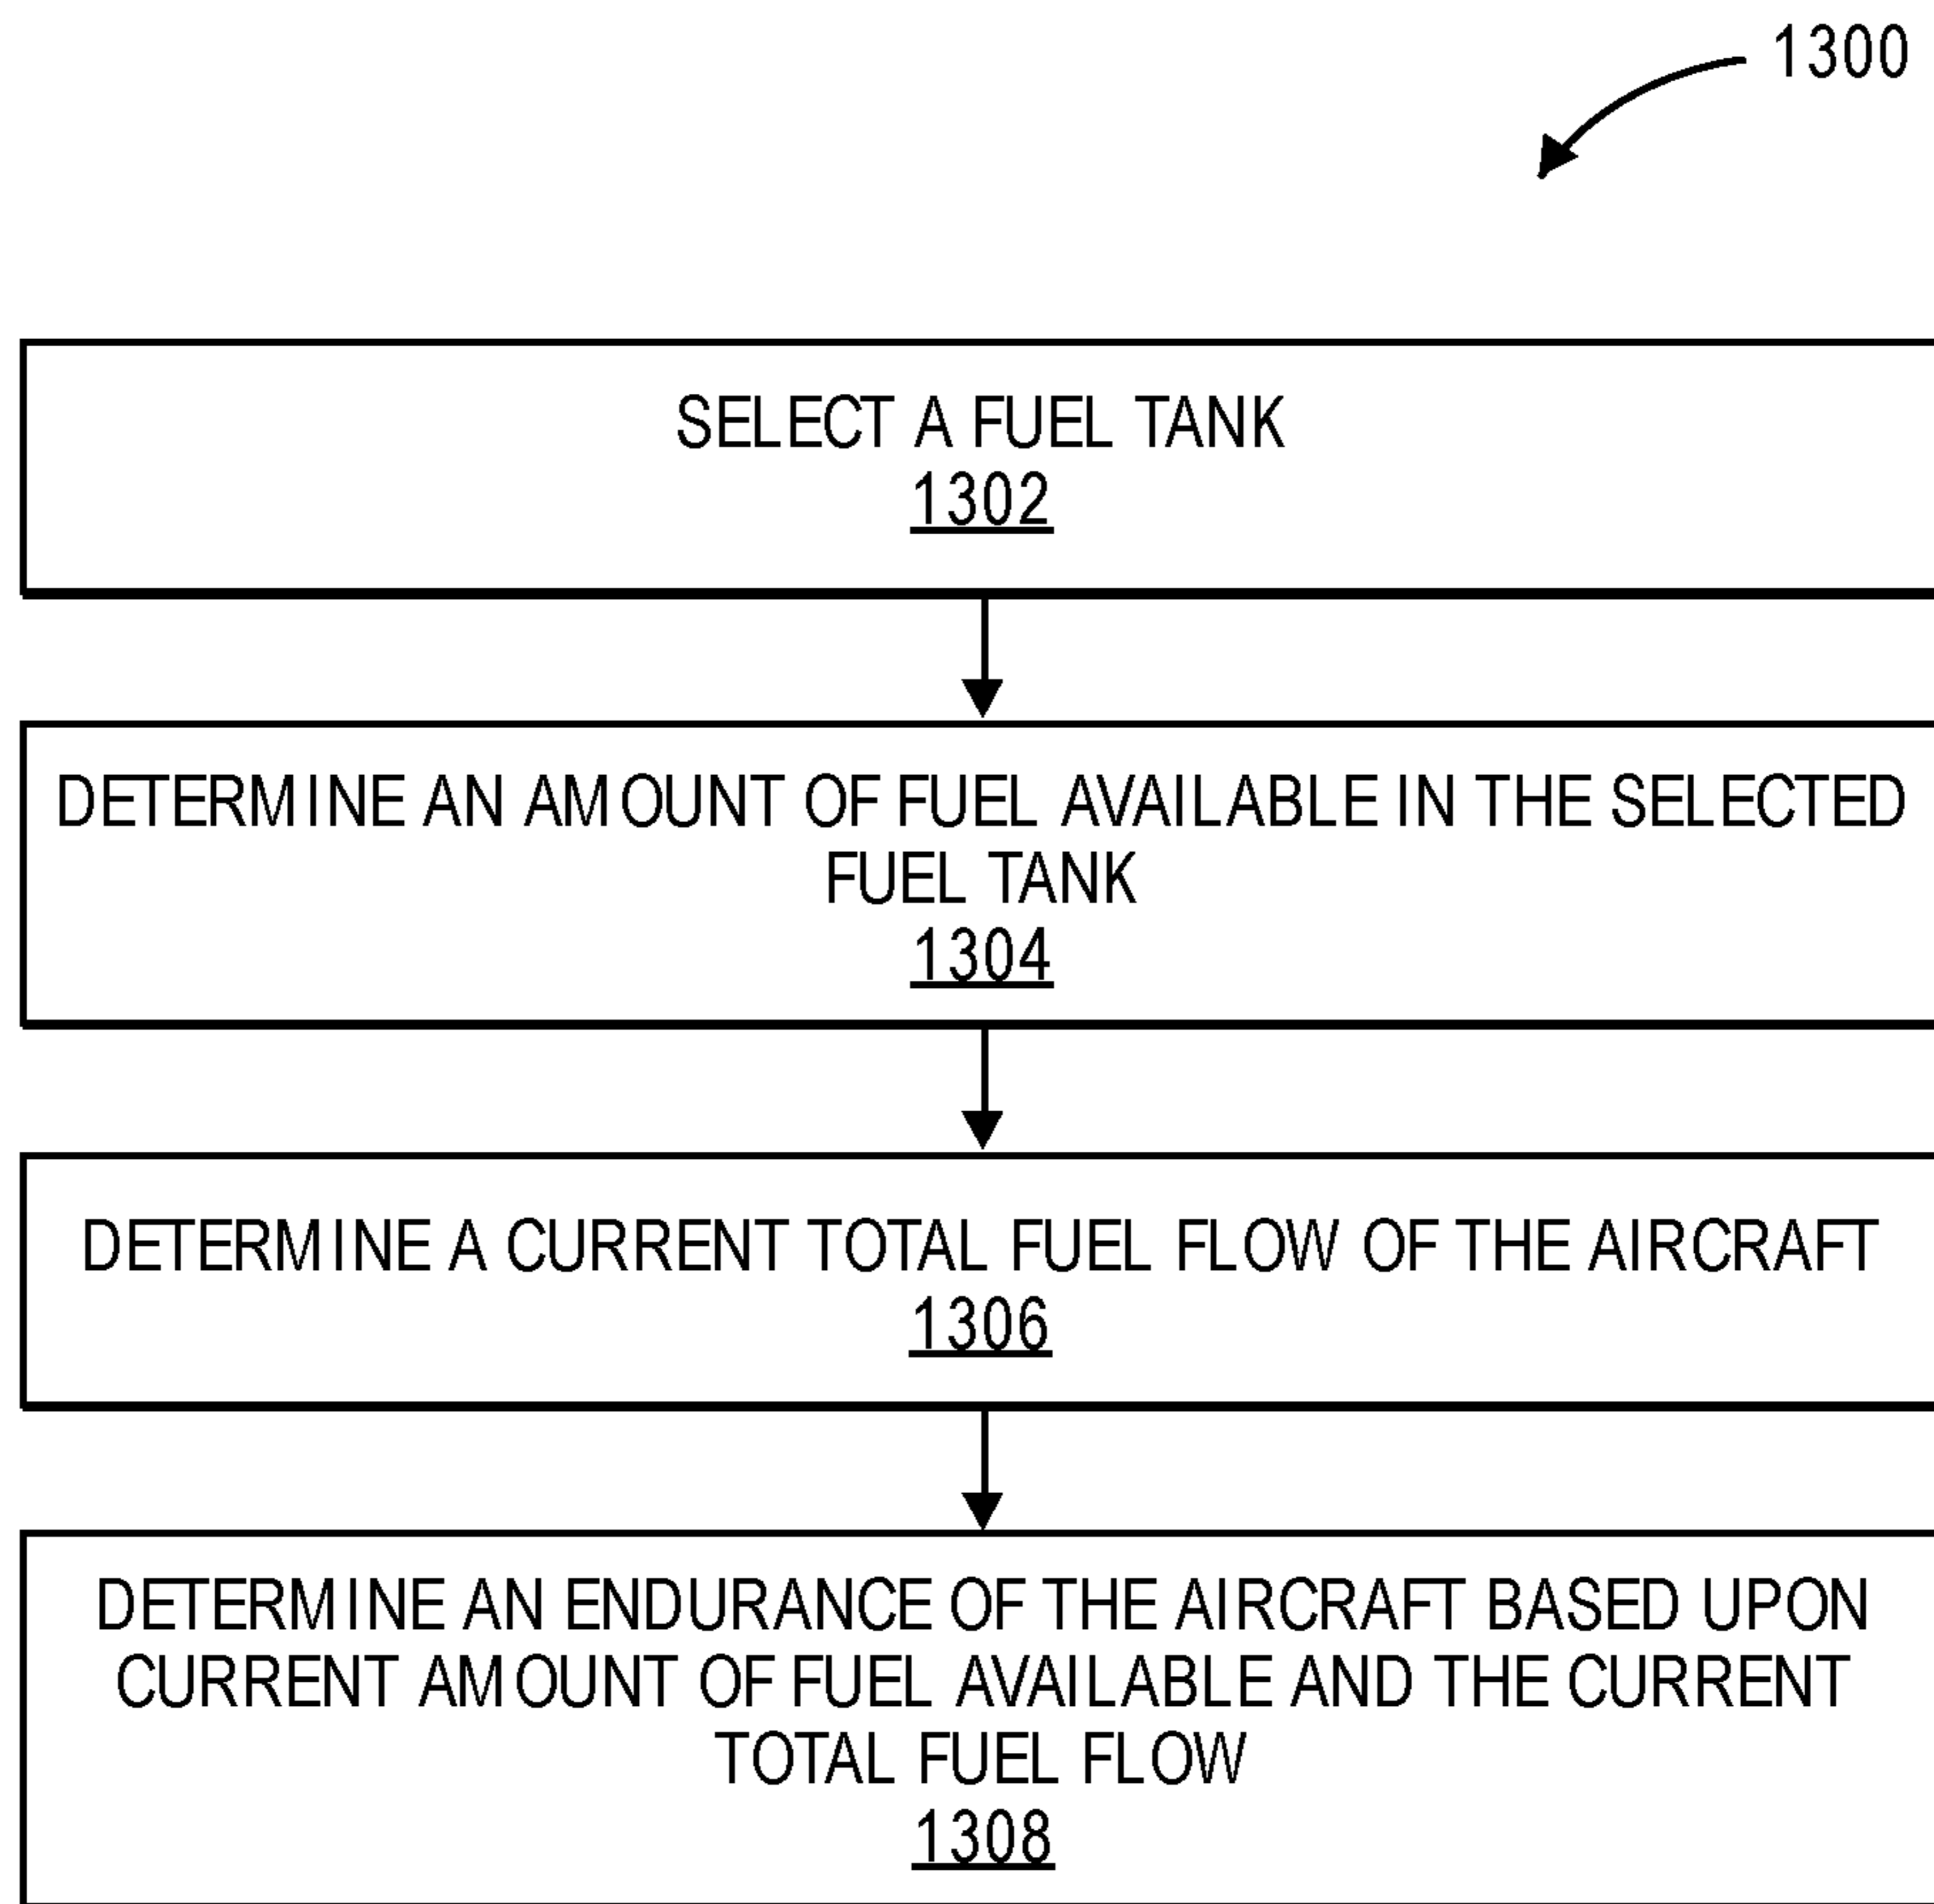 1300
SELECT A FUEL TANK
1302
DETERMINE AN AMOUNT OF FUEL AVAILABLE IN THE SELECTED
FUEL TANK
1304
DETERMINE A CURRENT TOTAL FUEL FLOW OF THE AIRCRAFT
1306
DETERMINE AN ENDURANCE OF THE AIRCRAFT BASED UPON
CURRENT AMOUNT OF FUEL AVAILABLE AND THE CURRENT
TOTAL FUEL FLOW
1308